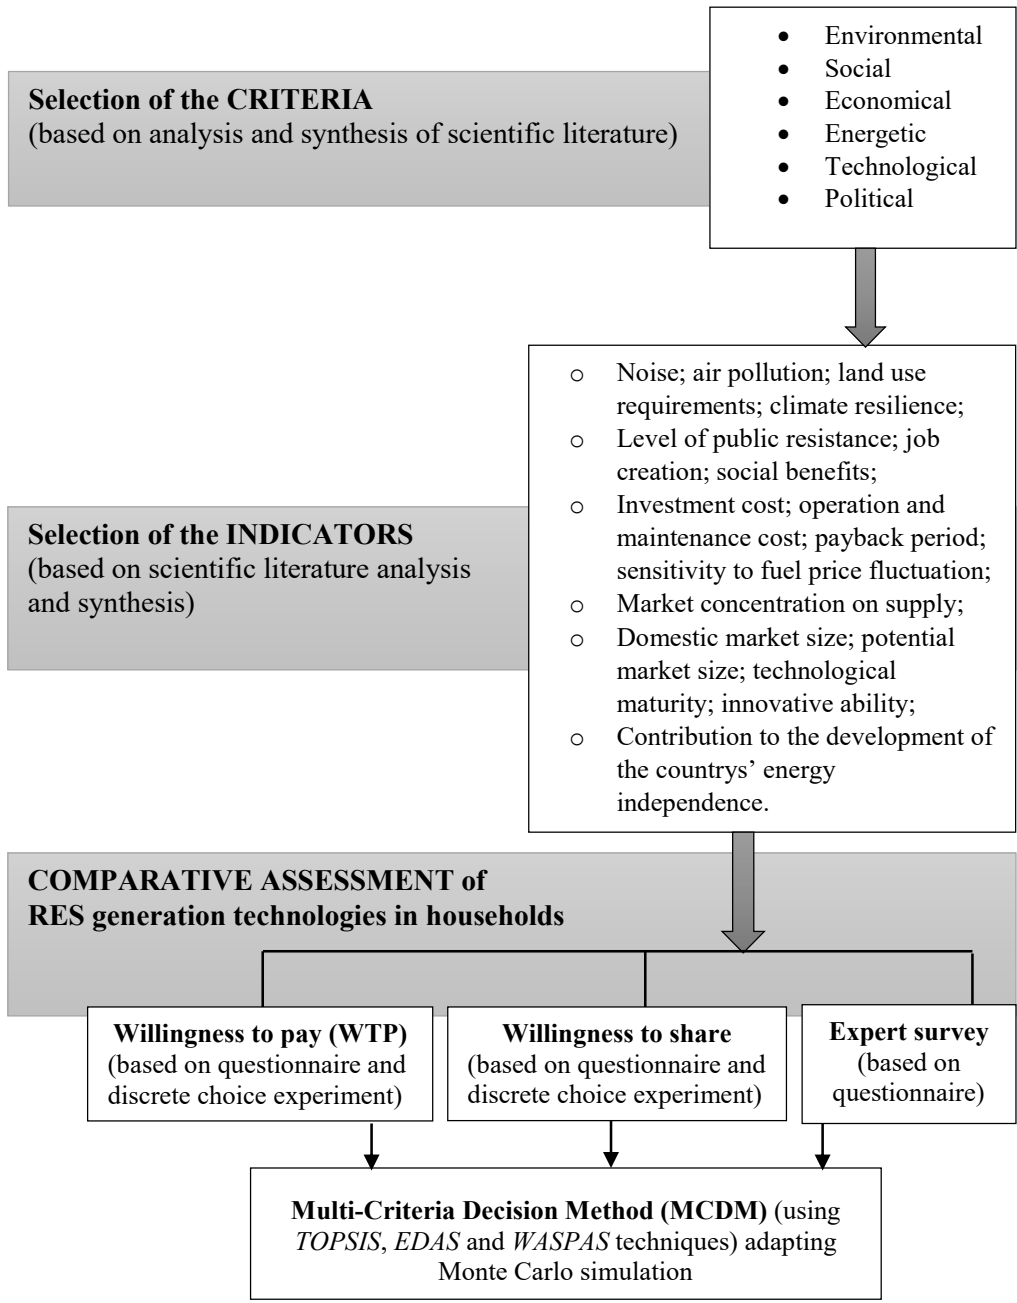 Selection of the CRITERIA
(based on analysis and synthesis of scientific literature)
• Environmental
• Social
• Economical
• Energetic
• Technological
• Political
Selection of the INDICATORS
(based on scientific literature analysis
and synthesis)
o Noise; air pollution; land use
requirements; climate resilience;
o Level of public resistance; job
creation; social benefits;
o Investment cost; operation and
maintenance cost; payback period;
sensitivity to fuel price fluctuation;
o Market concentration on supply;
o Domestic market size; potential
market size; technological
maturity; innovative ability;
o Contribution to the development of
the countrys’ energy
independence.
COMPARATIVE ASSESSMENT of
RES generation technologies in households
Willingness to pay (WTP)
(based on questionnaire and
discrete choice experiment)
Willingness to share
(based on questionnaire and
discrete choice experiment)
Expert survey
(based on
questionnaire)
Multi-Criteria Decision Method (MCDM) (using
TOPSIS, EDAS and WASPAS techniques) adapting
Monte Carlo simulation